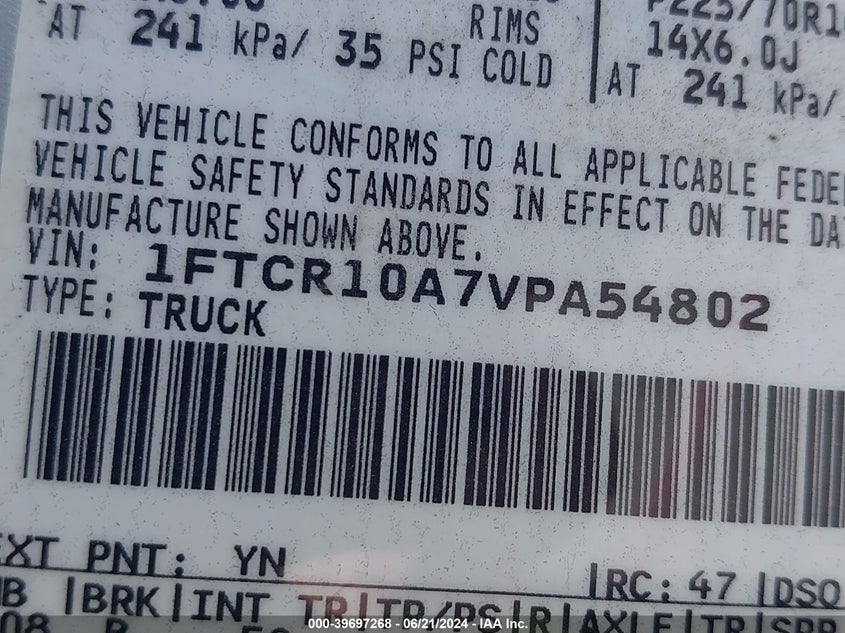 AT 241 kPa/ 35 PSI COLD
RIMS
14X6.0J
AT 241 kPa/
THIS VEHICLE CONFORMS TO ALL APPLICABLE FEDE
VEHICLE SAFETY STANDARDS IN EFFECT ON THE DA
MANUFACTURE SHOWN ABOVE.
VIN: 1FTCR10A7VPA54802
TYPE: TRUCK
EXT PNT: YN
RC: 47 DSO
BRK INT TR TP/PS R AXLE TR SPR
000-39697268 - 06/21/2024 - IAA Inc.